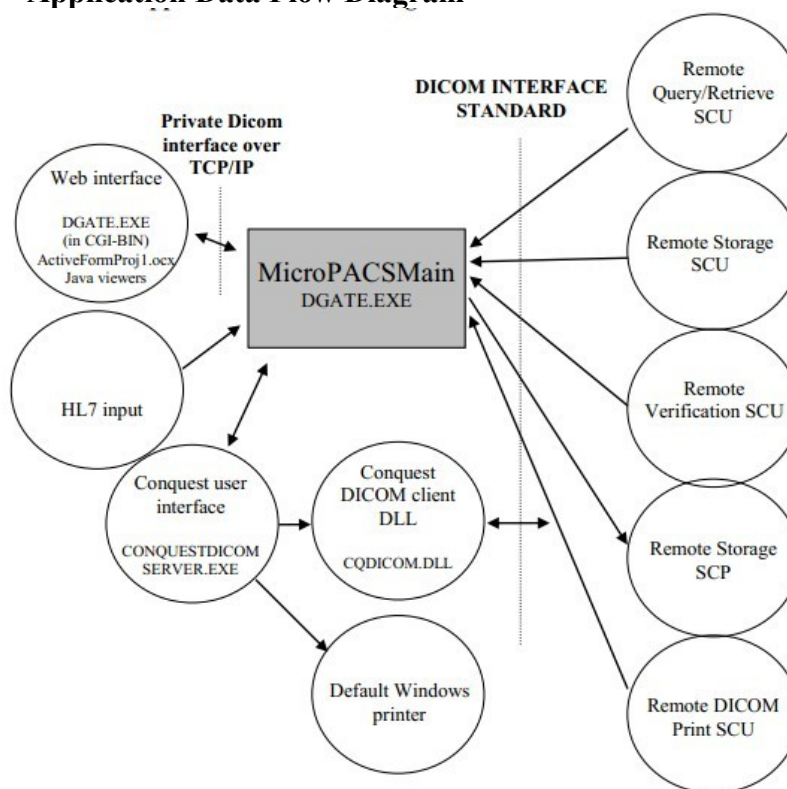 Application Data Flow Diagram
Remote
Query/Retrieve
SCU
DICOM INTERFACE
STANDARD
Private Dicom
interface over
TCP/IP
Web interface
DGATE.EXE
(in CGI-BIN)
ActiveFormProj1.ocx
Java viewers
MicroPACSMain
DGATE.EXE
Remote Storage
SCU
HL7 input
Remote
Verification SCU
Conquest user
interface
CONQUESTDICOM
SERVER.EXE
Conquest
DICOM client
DLL
CQDICOM.DLL
Remote Storage
SCP
Default Windows
printer
Remote DICOM
Print SCU